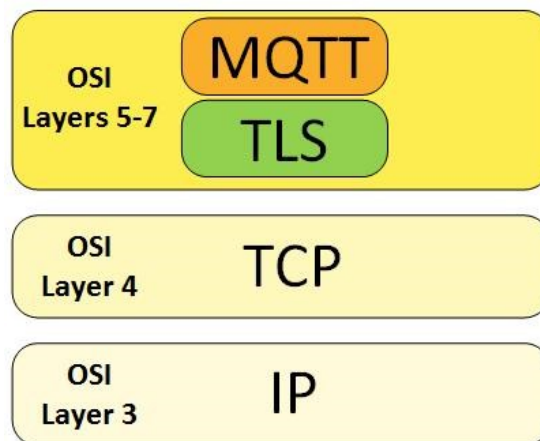 OSI
Layers 5-7
MQTT
TLS
OSI
Layer 4
TCP
OSI
Layer 3
IP